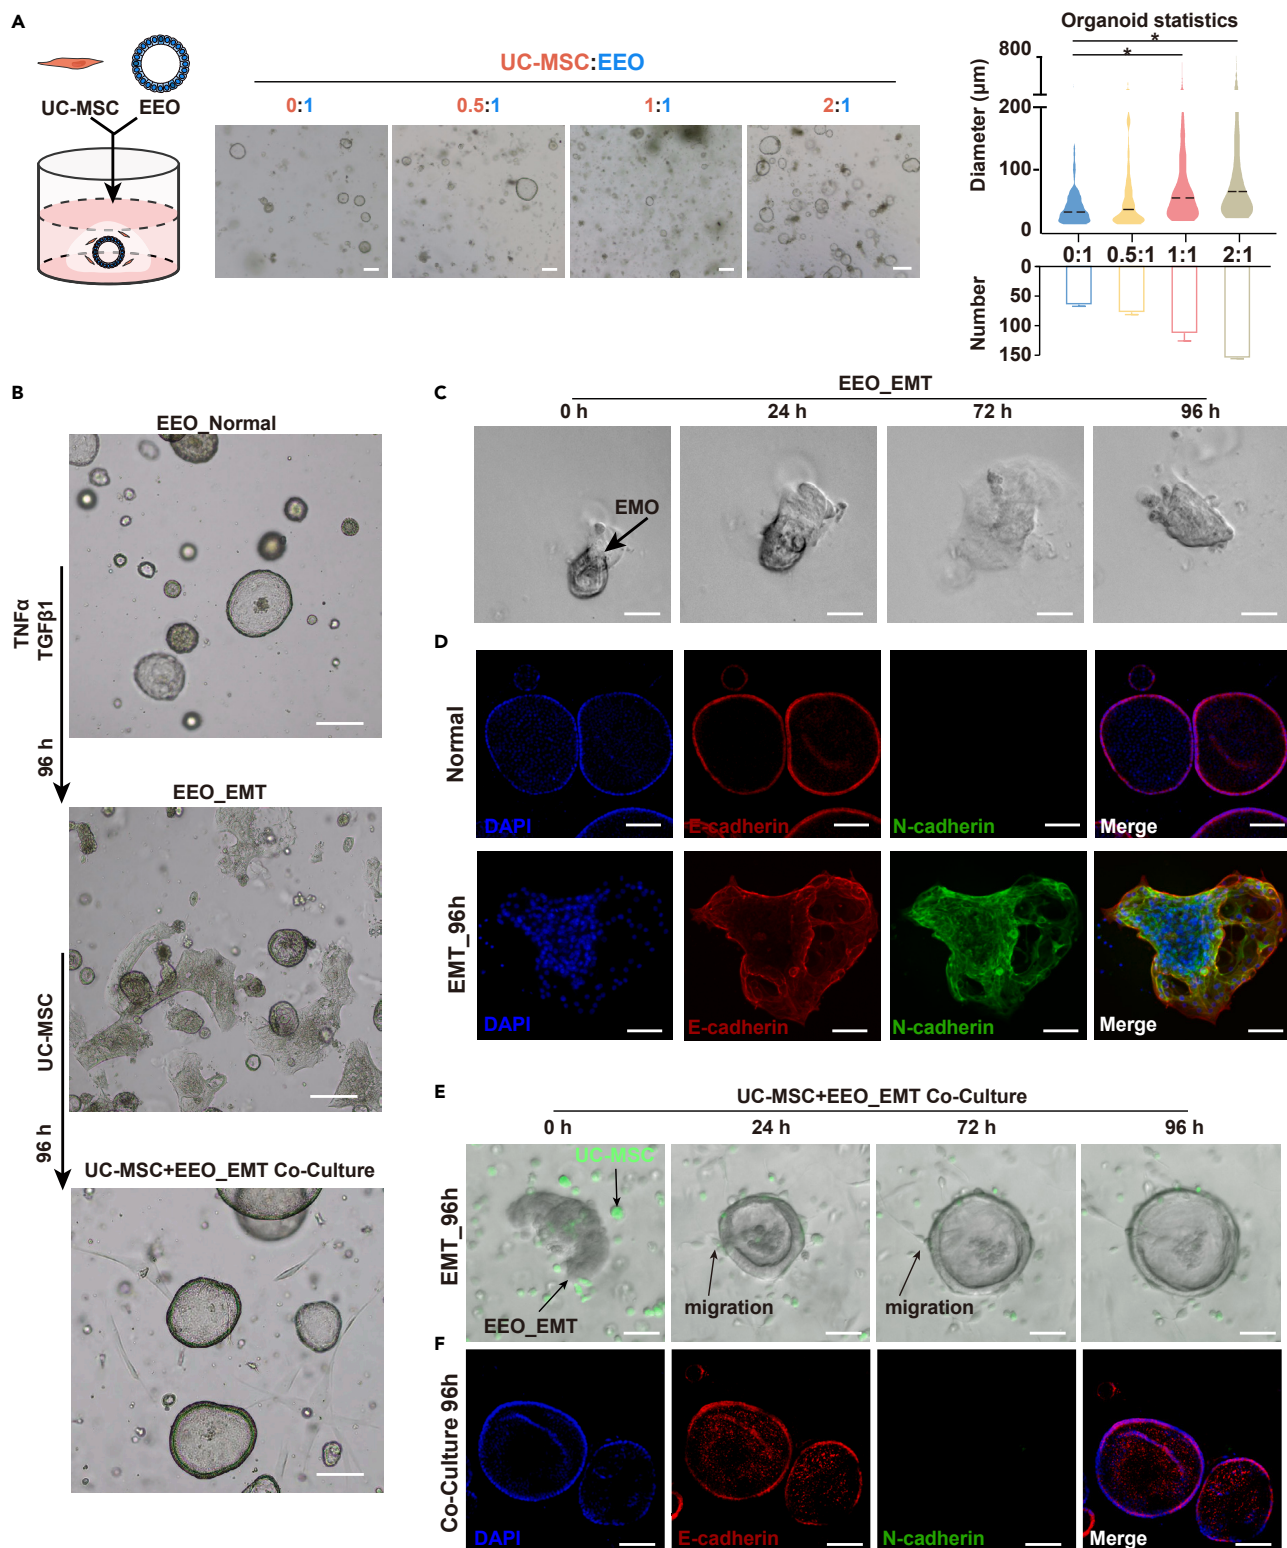 A
UC-MSC EEO
UC-MSC:EEO
0:1 0.5:1 1:1 2:1
Organoid statistics
*
*
Diameter (µm)
800
200
100
0
0:1 0.5:1 1:1 2:1
Number
0
50
100
150
B
EEO_Normal
TNFα
TGFβ1
96 h
EEO_EMT
UC-MSC
96 h
UC-MSC+EEO_EMT Co-Culture
C
EEO_EMT
0 h 24 h 72 h 96 h
EMO
D
Normal
DAPI E-cadherin N-cadherin Merge
EMT_96h
DAPI E-cadherin N-cadherin Merge
E
UC-MSC+EEO_EMT Co-Culture
0 h 24 h 72 h 96 h
EMT_96h
UC-MSC
EEO_EMT
migration
migration
F
Co-Culture 96h
DAPI E-cadherin N-cadherin Merge